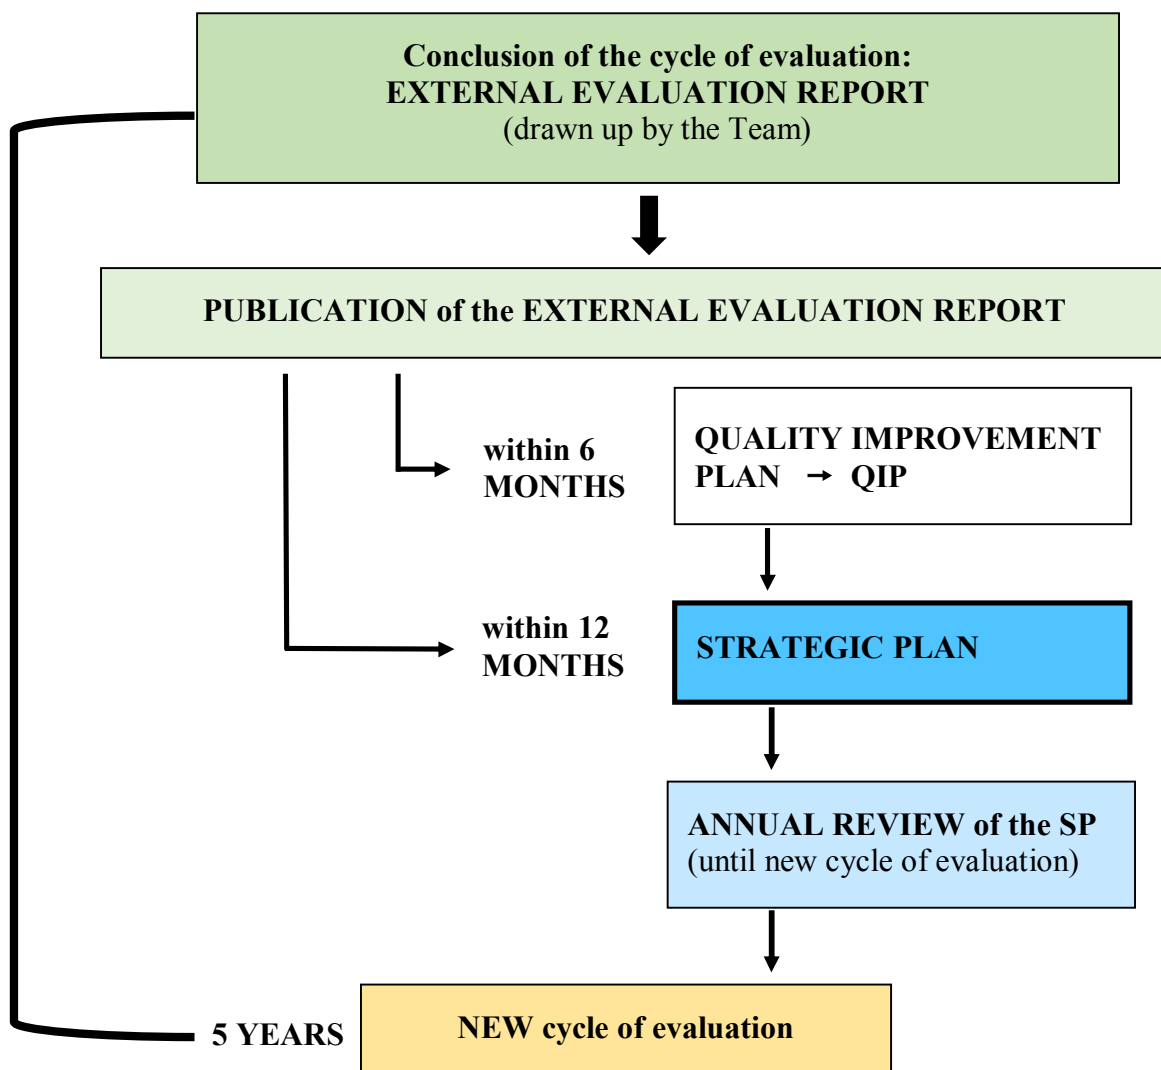 Conclusion of the cycle of evaluation:
EXTERNAL EVALUATION REPORT
(drawn up by the Team)
PUBLICATION of the EXTERNAL EVALUATION REPORT
within 6
MONTHS
QUALITY IMPROVEMENT
PLAN → QIP
within 12
MONTHS
STRATEGIC PLAN
ANNUAL REVIEW of the SP
(until new cycle of evaluation)
5 YEARS
NEW cycle of evaluation